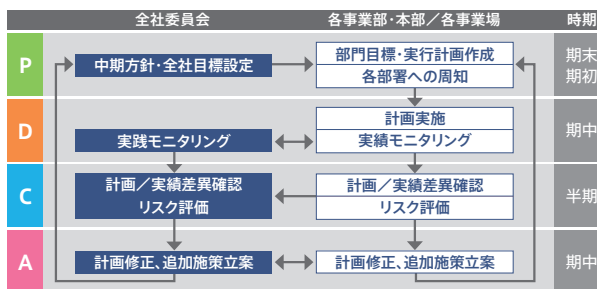 全社委員会
各事業部・本部／各事業場
時期
P
中期方針・全社目標設定
部門目標・実行計画作成
各部署への周知
期末
期初
D
実践モニタリング
計画実施
実績モニタリング
期中
C
計画／実績差異確認
リスク評価
計画／実績差異確認
リスク評価
半期
A
計画修正、追加施策立案
計画修正、追加施策立案
期中